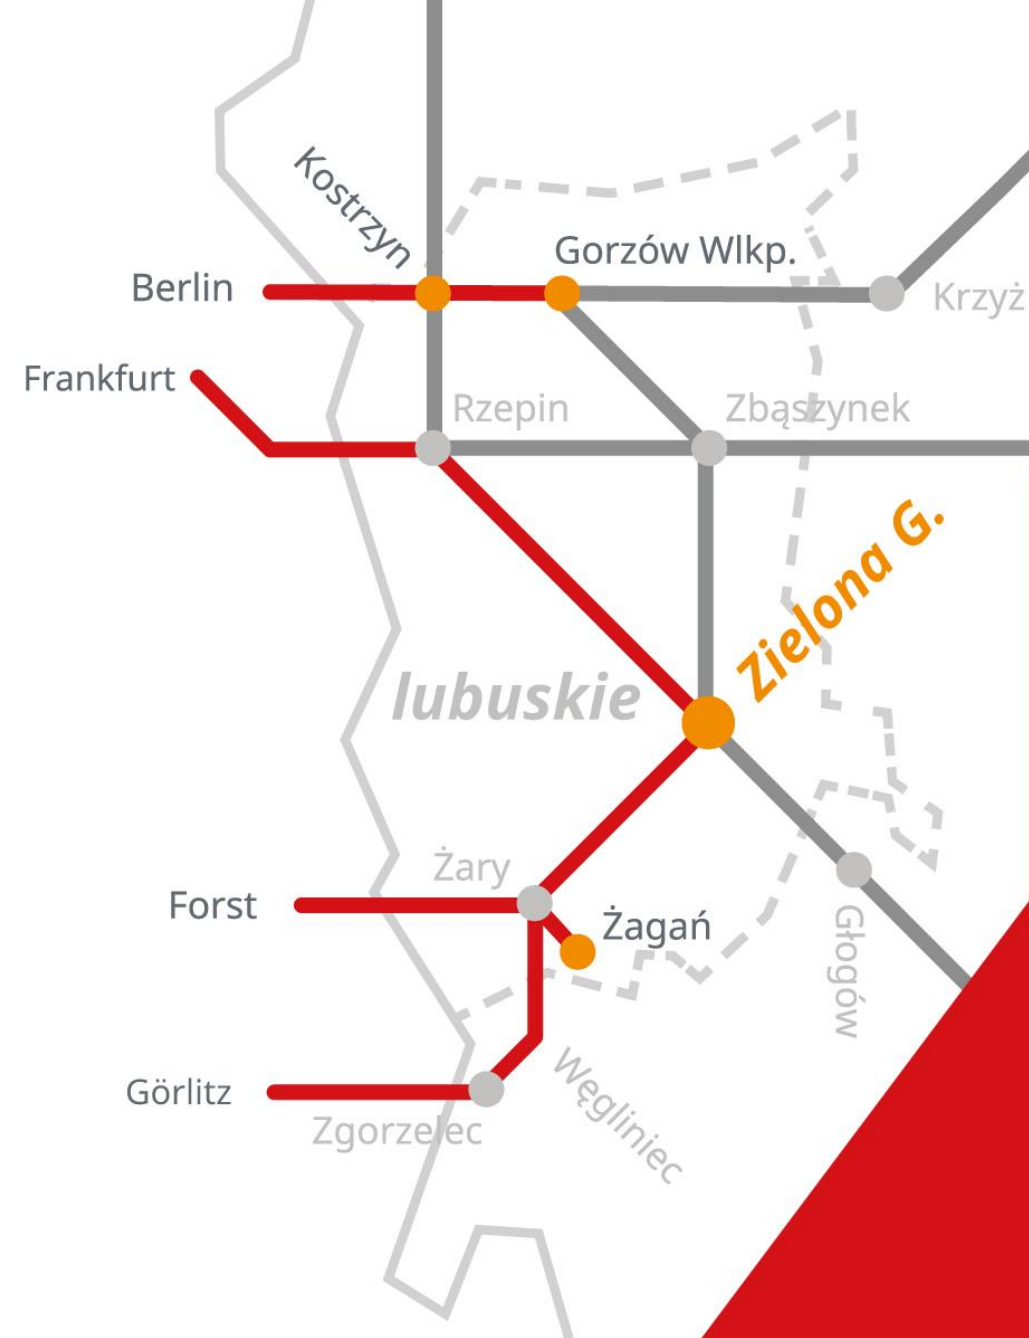 Kostrzyn
Gorzów Wlkp.
Berlin
Krzyż
Frankfurt
Rzepin
Zbąszynek
Zielona G.
lubuskie
Żary
Forst
Żagań
Głogów
Węgliniec
Görlitz
Zgorzelec